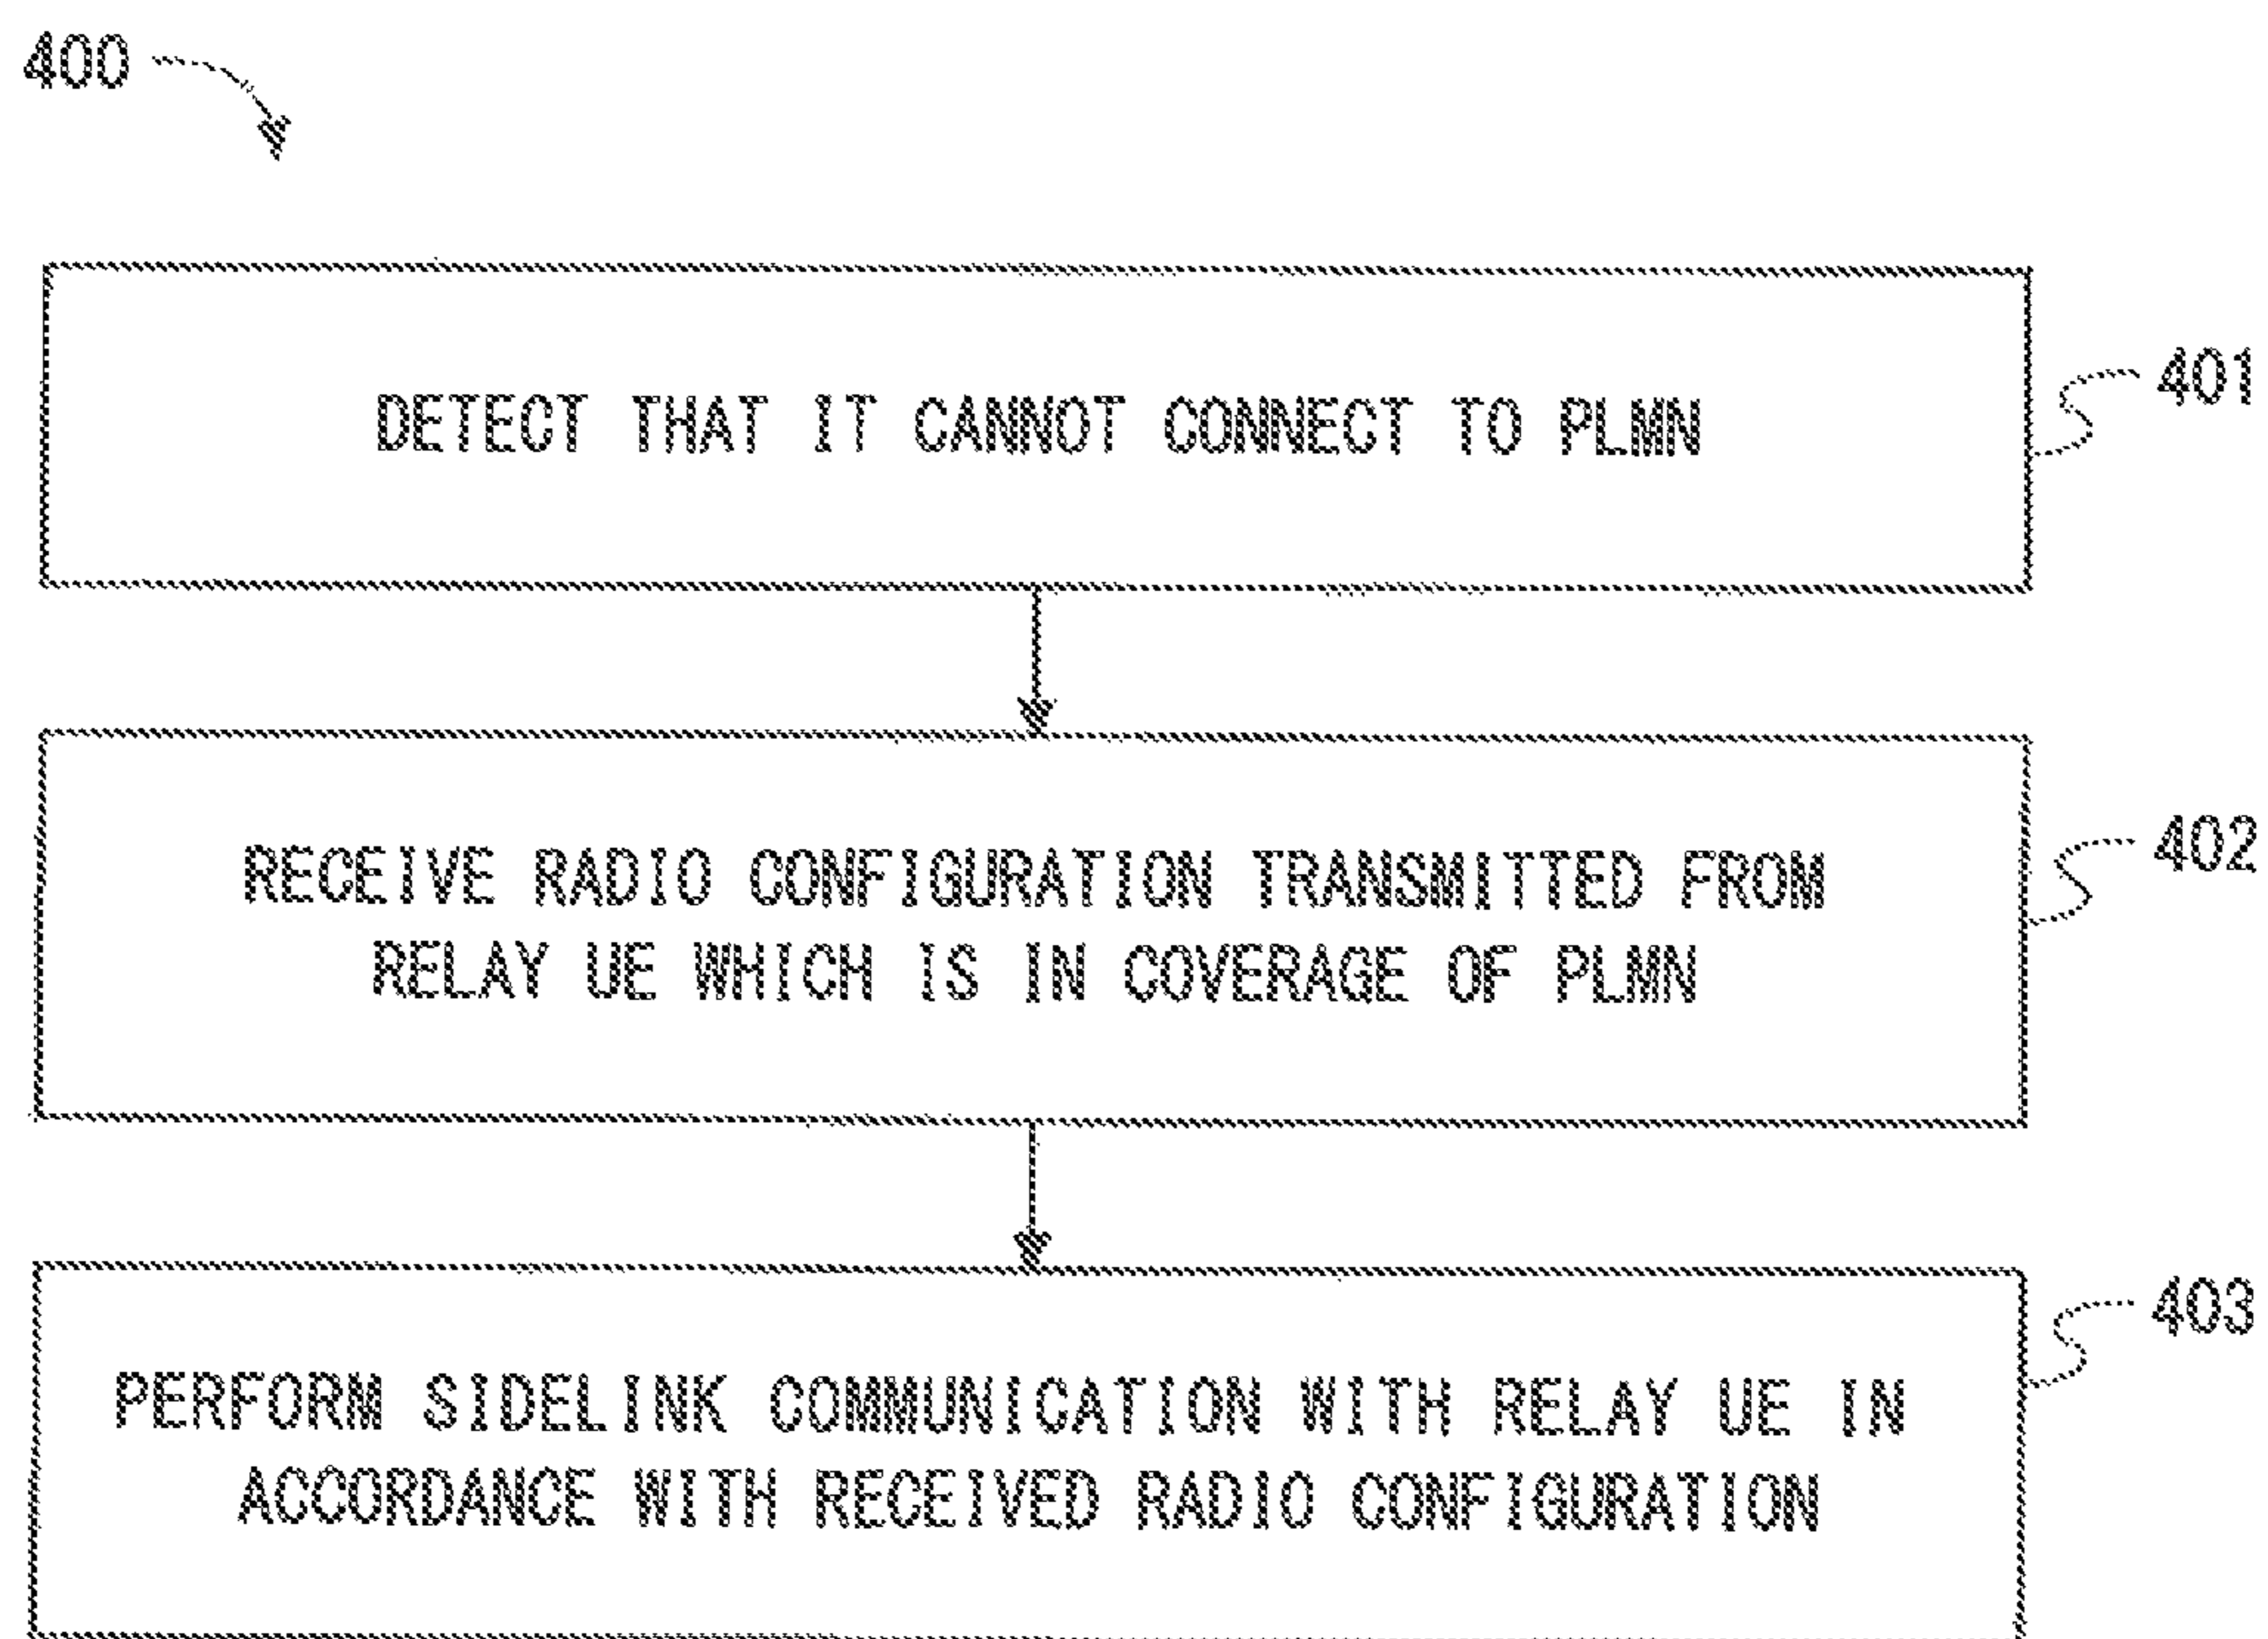 400
DETECT THAT IT CANNOT CONNECT TO PLMN
401
RECEIVE RADIO CONFIGURATION TRANSMITTED FROM
RELAY UE WHICH IS IN COVERAGE OF PLMN
402
PERFORM SIDELINK COMMUNICATION WITH RELAY UE IN
ACCORDANCE WITH RECEIVED RADIO CONFIGURATION
403